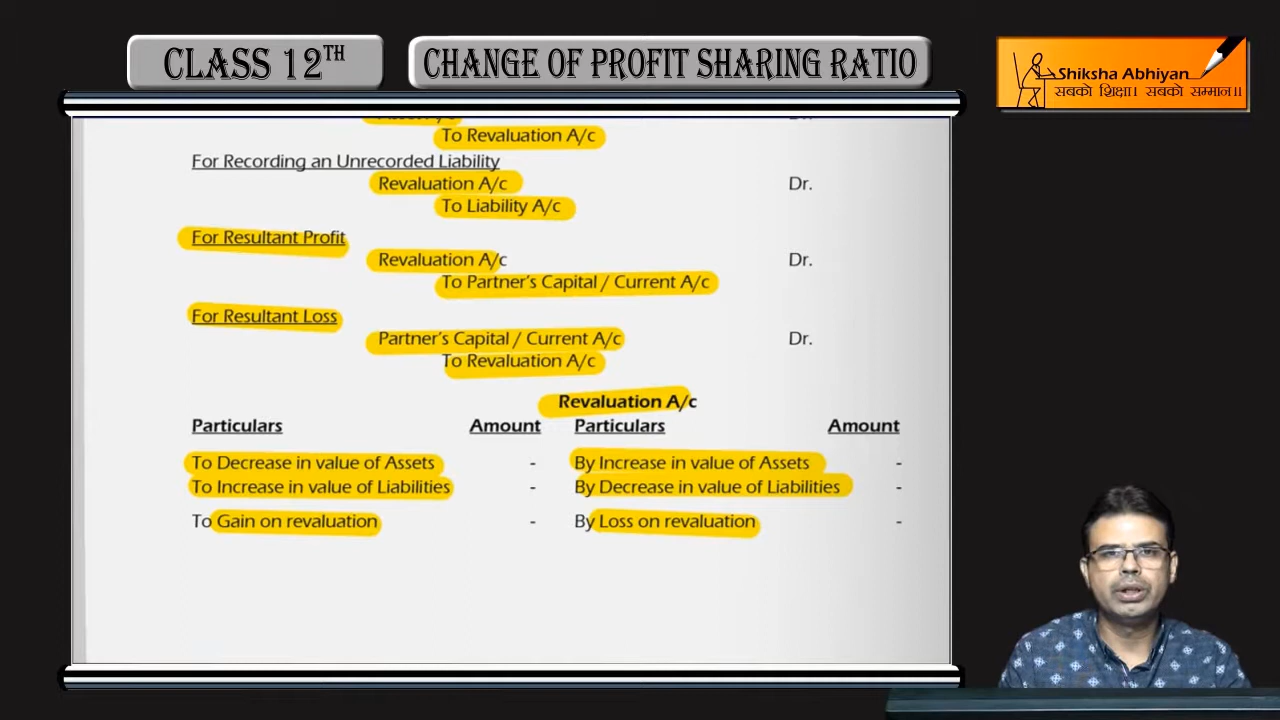 CLASS 12TH
CHANGE OF PROFIT SHARING RATIO
Shiksha Abhiyan
सबको शिक्षा। सबको सम्मान।।
To Revaluation A/c
For Recording an Unrecorded Liability
Revaluation A/c Dr.
To Liability A/c
For Resultant Profit
Revaluation A/c Dr.
To Partner's Capital / Current A/c
For Resultant Loss
Partner's Capital / Current A/c Dr.
To Revaluation A/c
Revaluation A/c
Particulars Amount Particulars Amount
To Decrease in value of Assets - By Increase in value of Assets -
To Increase in value of Liabilities - By Decrease in value of Liabilities -
To Gain on revaluation - By Loss on revaluation -